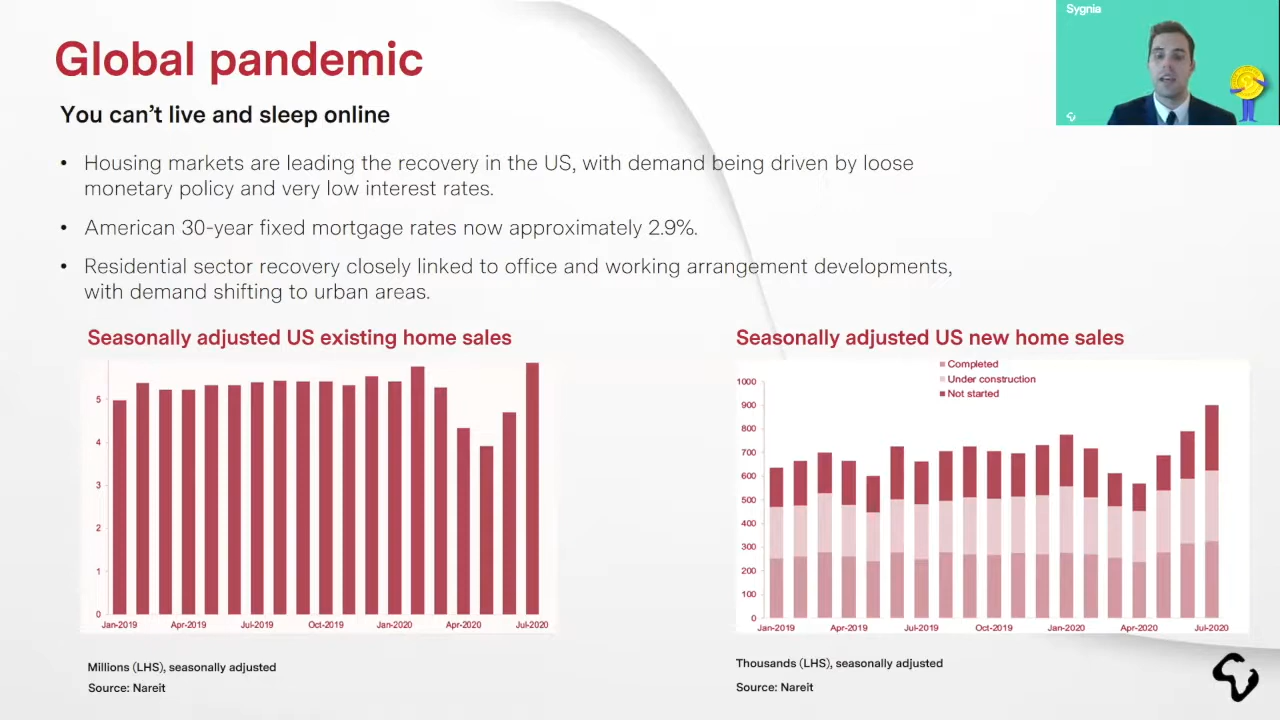 Sygnia
Global pandemic
You can't live and sleep online
• Housing markets are leading the recovery in the US, with demand being driven by loose
monetary policy and very low interest rates.
• American 30-year fixed mortgage rates now approximately 2.9%.
• Residential sector recovery closely linked to office and working arrangement developments,
with demand shifting to urban areas.
Seasonally adjusted US existing home sales
5
4
3
2
1
0
Jan-2019 Apr-2019 Jul-2019 Oct-2019 Jan-2020 Apr-2020 Jul-2020
Millions (LHS), seasonally adjusted
Source: Nareit
Seasonally adjusted US new home sales
Completed
Under construction
Not started
1000
900
800
700
600
500
400
300
200
100
0
Jan-2019 Apr-2019 Jul-2019 Oct-2019 Jan-2020 Apr-2020 Jul-2020
Thousands (LHS), seasonally adjusted
Source: Nareit